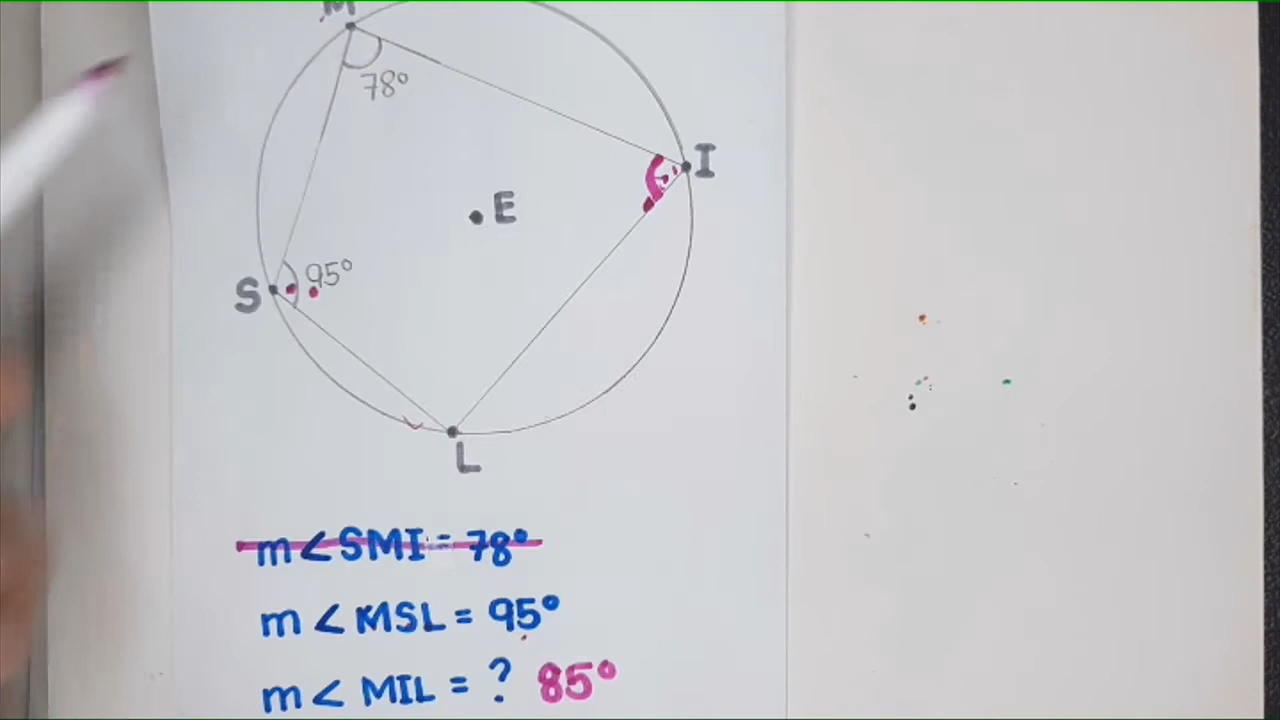 M
78°
I
E
95°
S
L
m<SMI = 78°
m<MSL = 95°
m< MIL = ? 85°